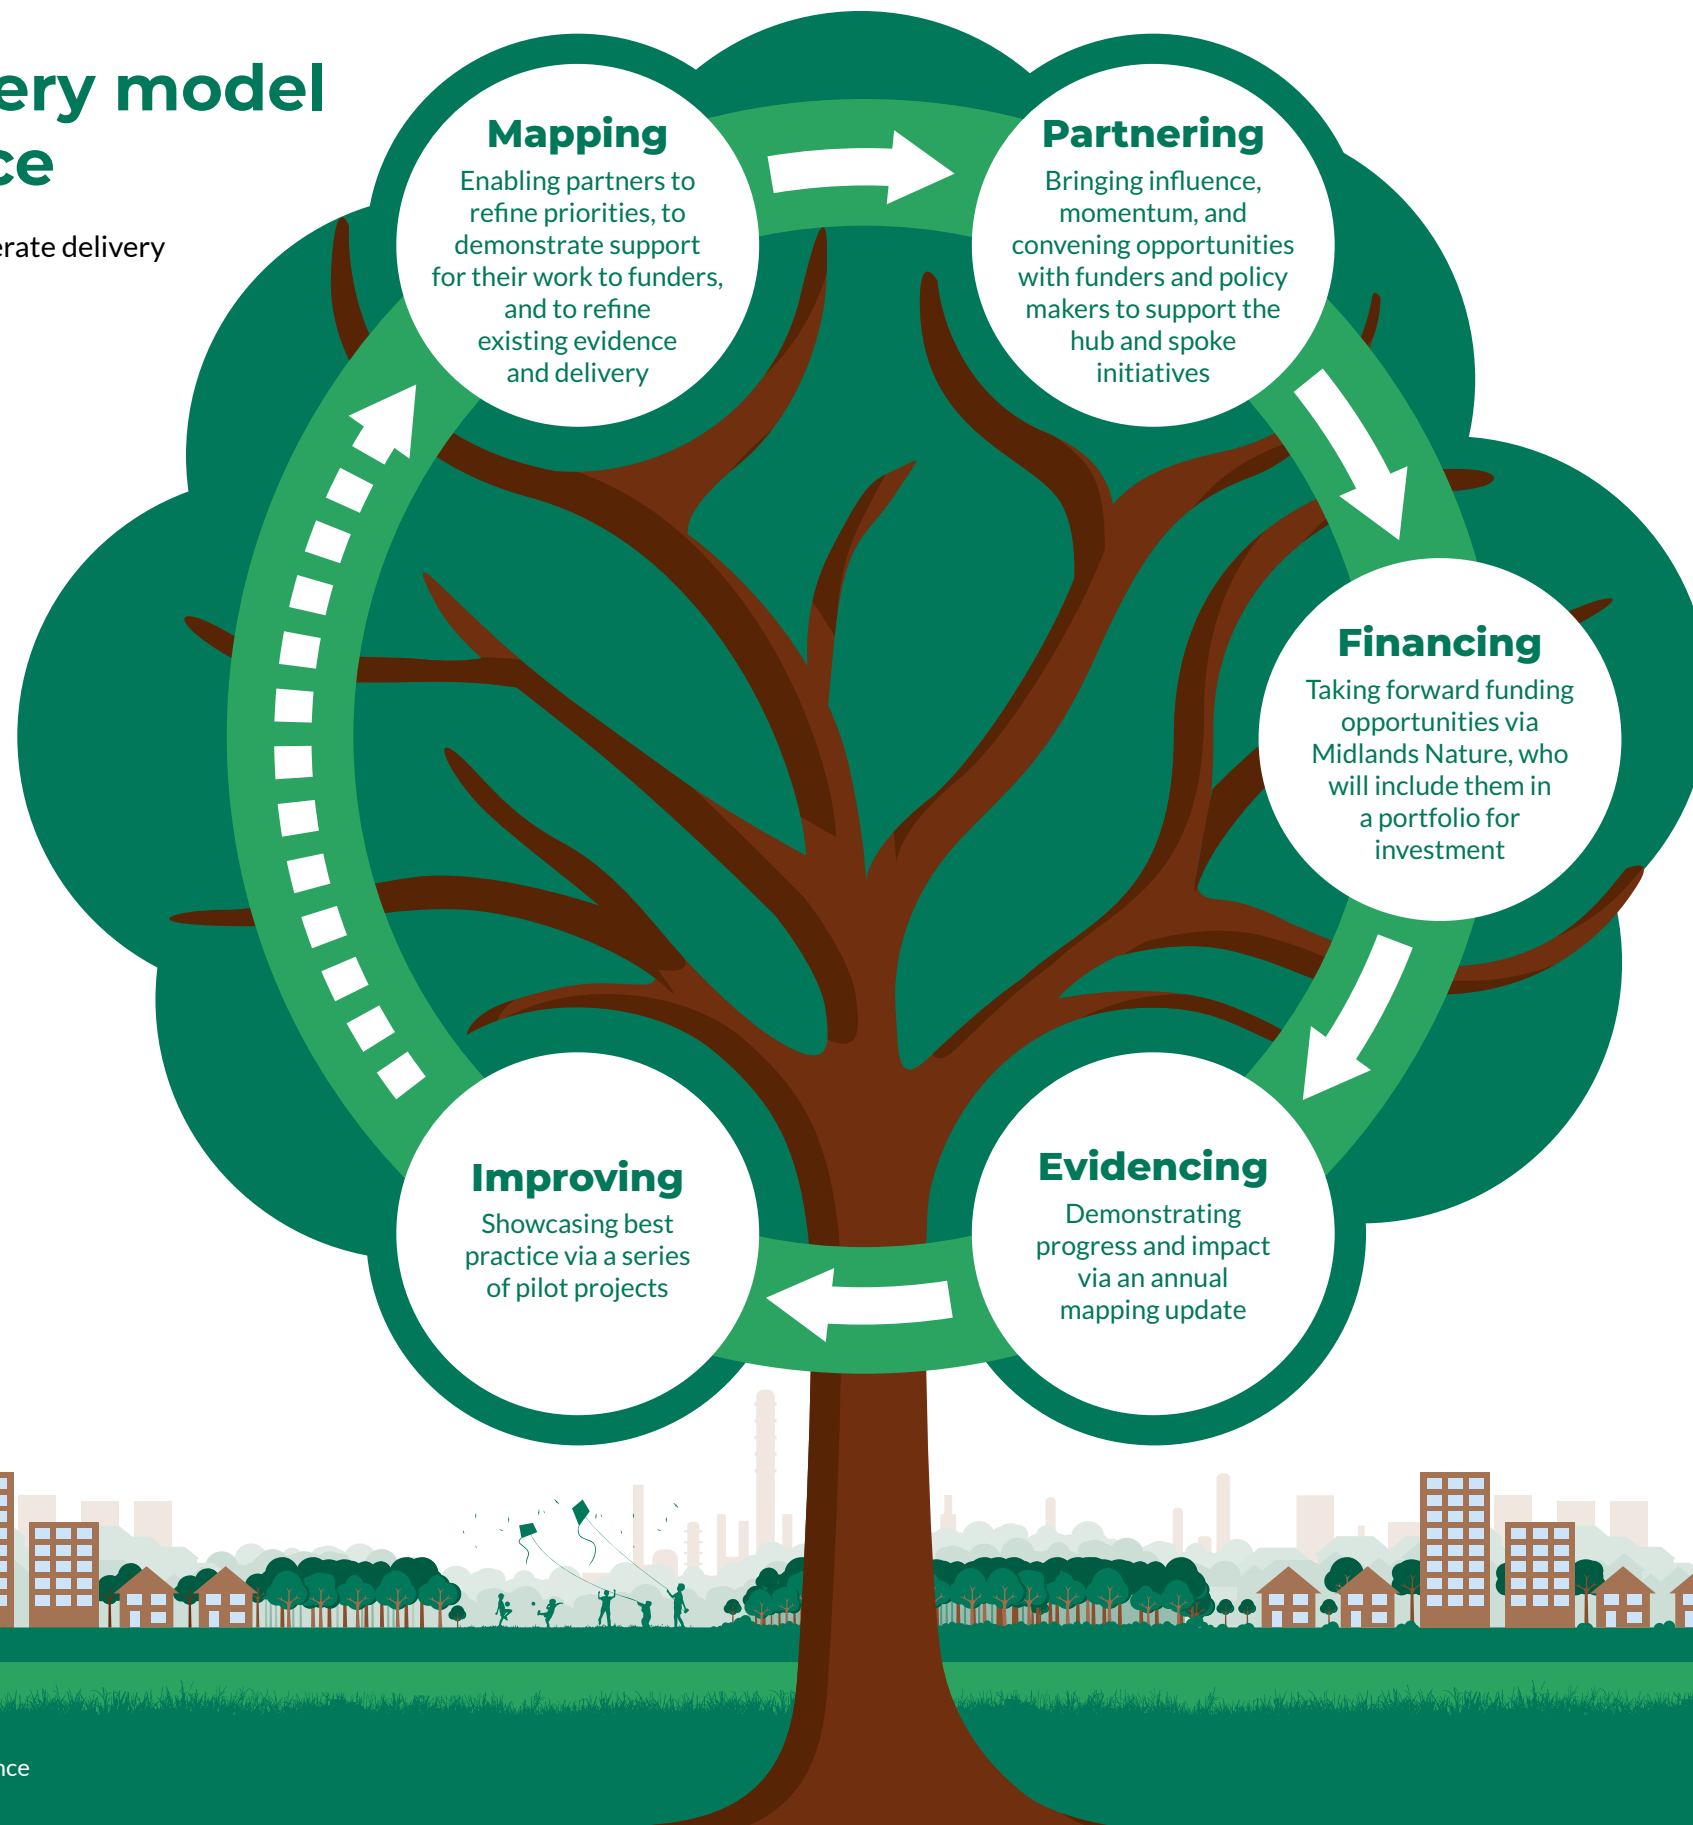 ery model
ce
erate delivery
Mapping
Enabling partners to
refine priorities, to
demonstrate support
for their work to funders,
and to refine
existing evidence
and delivery
Partnering
Bringing influence,
momentum, and
convening opportunities
with funders and policy
makers to support the
hub and spoke
initiatives
Financing
Taking forward funding
opportunities via
Midlands Nature, who
will include them in
a portfolio for
investment
Evidencing
Demonstrating
progress and impact
via an annual
mapping update
Improving
Showcasing best
practice via a series
of pilot projects
nce